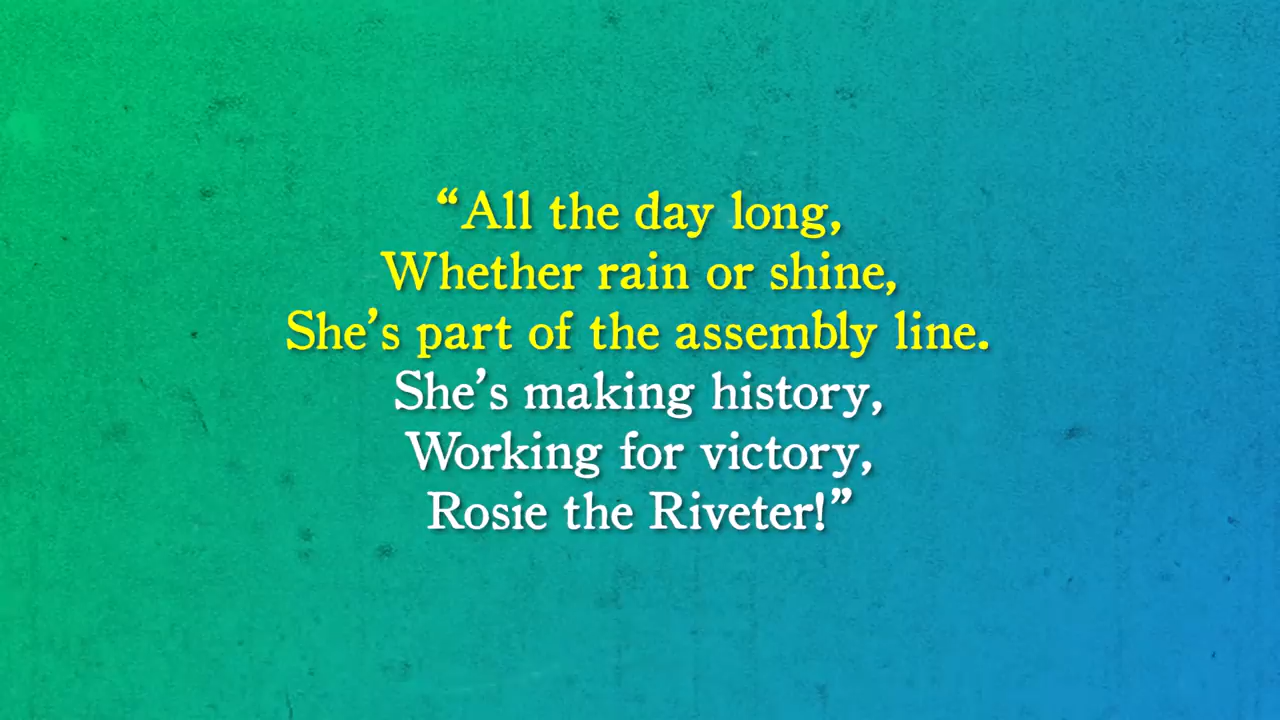 “All the day long,
Whether rain or shine,
She’s part of the assembly line.
She’s making history,
Working for victory,
Rosie the Riveter!”